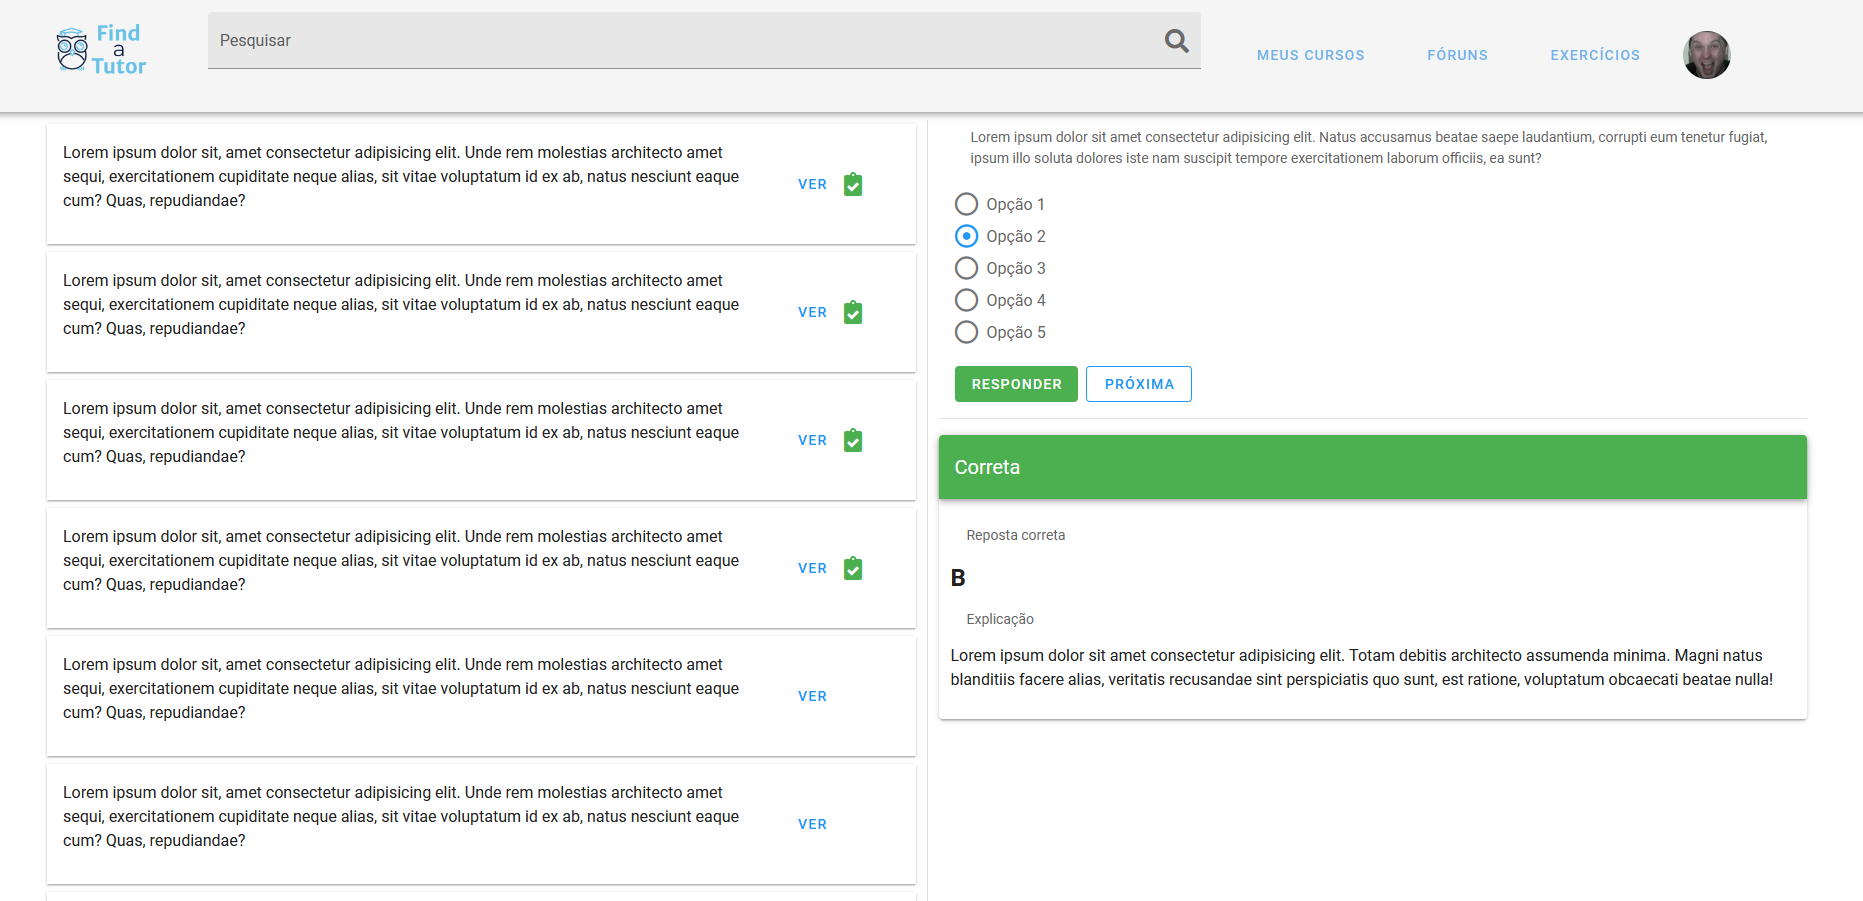 Find
a
Tutor
Pesquisar
MEUS CURSOS
FÓRUNS
EXERCÍCIOS
Lorem ipsum dolor sit, amet consectetur adipisicing elit. Unde rem molestias architecto amet
sequi, exercitationem cupiditate neque alias, sit vitae voluptatum id ex ab, natus nesciunt eaque
cum? Quas, repudiandae?
VER
Lorem ipsum dolor sit, amet consectetur adipisicing elit. Unde rem molestias architecto amet
sequi, exercitationem cupiditate neque alias, sit vitae voluptatum id ex ab, natus nesciunt eaque
cum? Quas, repudiandae?
VER
Lorem ipsum dolor sit, amet consectetur adipisicing elit. Unde rem molestias architecto amet
sequi, exercitationem cupiditate neque alias, sit vitae voluptatum id ex ab, natus nesciunt eaque
cum? Quas, repudiandae?
VER
Lorem ipsum dolor sit, amet consectetur adipisicing elit. Unde rem molestias architecto amet
sequi, exercitationem cupiditate neque alias, sit vitae voluptatum id ex ab, natus nesciunt eaque
cum? Quas, repudiandae?
VER
Lorem ipsum dolor sit, amet consectetur adipisicing elit. Unde rem molestias architecto amet
sequi, exercitationem cupiditate neque alias, sit vitae voluptatum id ex ab, natus nesciunt eaque
cum? Quas, repudiandae?
VER
Lorem ipsum dolor sit, amet consectetur adipisicing elit. Unde rem molestias architecto amet
sequi, exercitationem cupiditate neque alias, sit vitae voluptatum id ex ab, natus nesciunt eaque
cum? Quas, repudiandae?
VER
Lorem ipsum dolor sit amet consectetur adipisicing elit. Natus accusamus beatae saepe laudantium, corrupti eum tenetur fugiat,
ipsum illo soluta dolores iste nam suscipit tempore exercitationem laborum officiis, ea sunt?
Opção 1
Opção 2
Opção 3
Opção 4
Opção 5
RESPONDER
PRÓXIMA
Correta
Reposta correta
B
Explicação
Lorem ipsum dolor sit amet consectetur adipisicing elit. Totam debitis architecto assumenda minima. Magni natus
blanditiis facere alias, veritatis recusandae sint perspiciatis quo sunt, est ratione, voluptatum obcaecati beatae nulla!